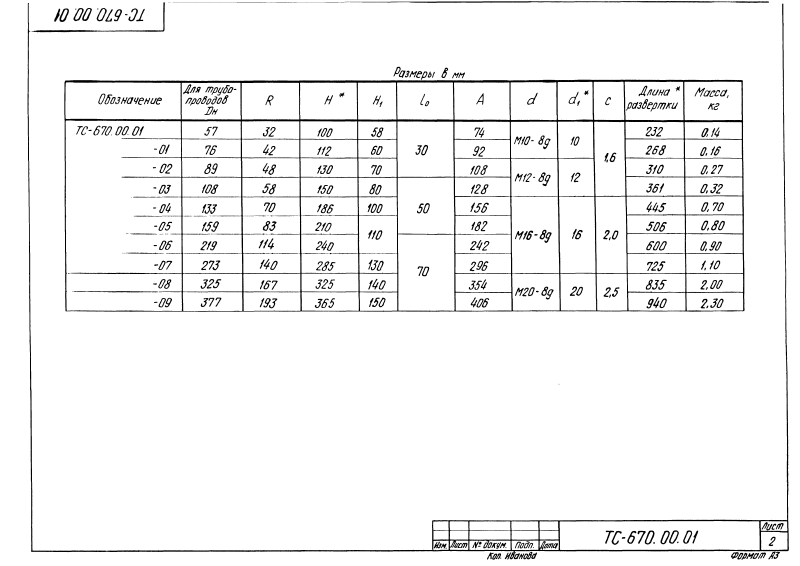 ТС-670.00.01
Размеры в мм
Обозначение Для трубопроводов Dн R H* H₁ l₀ A d d₁* c Длина* развертки Масса, кг
ТС-670.00.01 57 32 100 58 30 74 М10-8g 10 1,6 232 0,14
-01 76 42 112 60 92 268 0,16
-02 89 48 130 70 108 М12-8g 12 310 0,27
-03 108 58 150 80 50 128 361 0,32
-04 133 70 186 100 156 М16-8g 16 2,0 445 0,70
-05 159 83 210 110 182 506 0,80
-06 219 114 240 70 242 600 0,90
-07 273 140 285 130 296 725 1,10
-08 325 167 325 140 354 М20-8g 20 2,5 835 2,00
-09 377 193 365 150 406 940 2,30
Изм. Лист № докум. Подп. Дата
ТС-670.00.01
Лист
2
Коп. Иванова
Формат А3